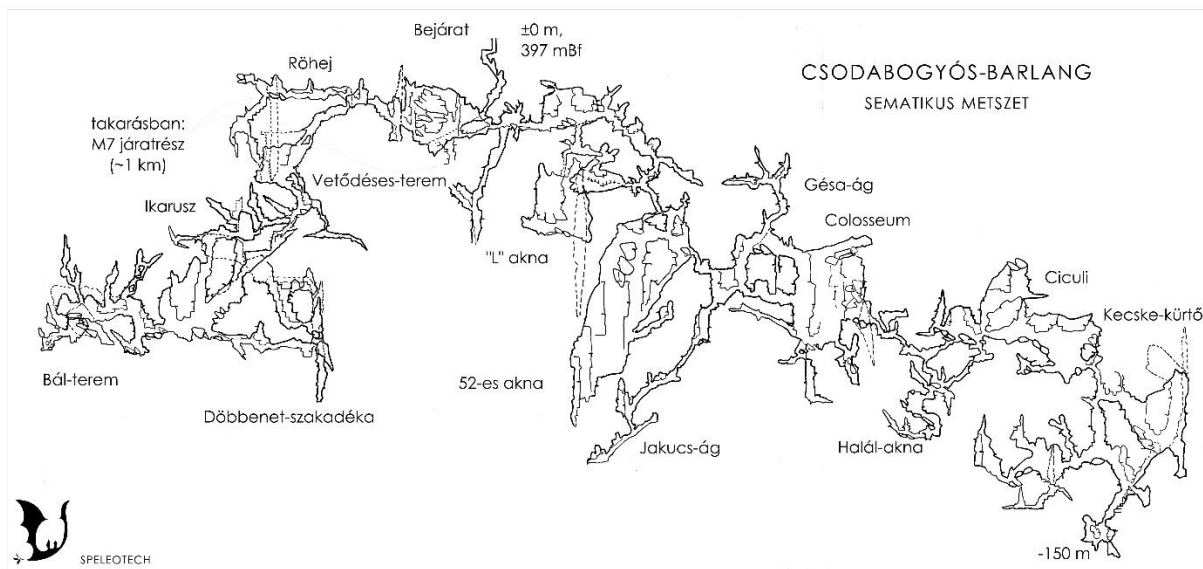 Bejárat
±0 m,
397 mBf
Röhej
CSODABOGYÓS-BARLANG
SEMATIKUS METSZET
takarásban:
M7 járatrész
(~1 km)
Vetődéses-terem
Gésa-ág
Ikarusz
Colosseum
"L" akna
Ciculi
Kecske-kürtő
Bál-terem
52-es akna
Döbbenet-szakadéka
Jakucs-ág
Halál-akna
-150 m
SPELEOTECH